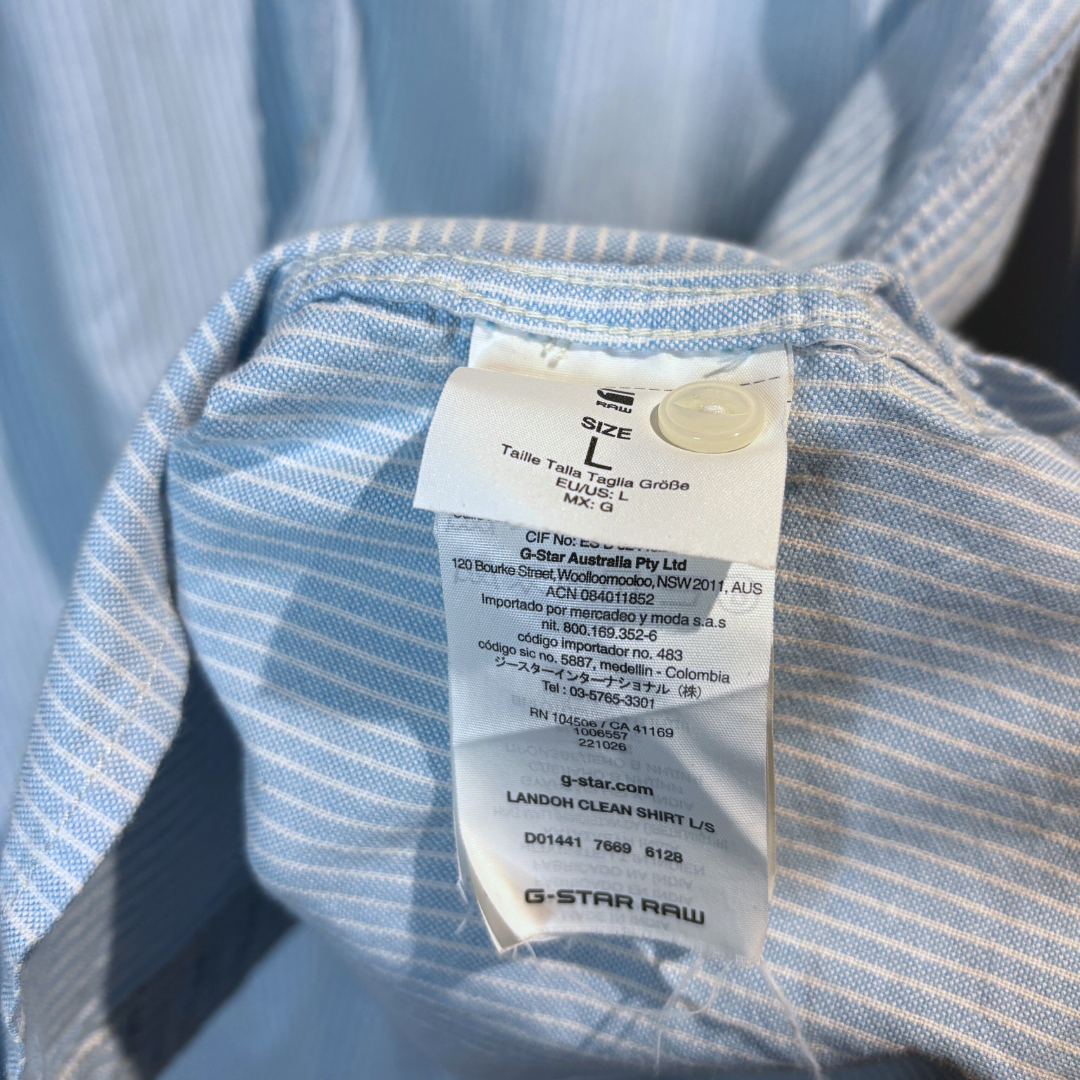 RAW
SIZE
L
Taille Talla Taglia Größe
EU/US: L
MX: G
CIF No:
G-Star Australia Pty Ltd
120 Bourke Street, Woolloomooloo, NSW 2011, AUS
ACN 084011852
Importado por mercadeo y moda s.a.s
nit. 800.169.352-6
código importador no. 483
código sic no. 5887, medellin - Colombia
ジースターインターナショナル（株）
Tel : 03-5765-3301
RN 104506 / CA 41169
1006557
221026
g-star.com
LANDOH CLEAN SHIRT L/S
D01441 7669 6128
G-STAR RAW